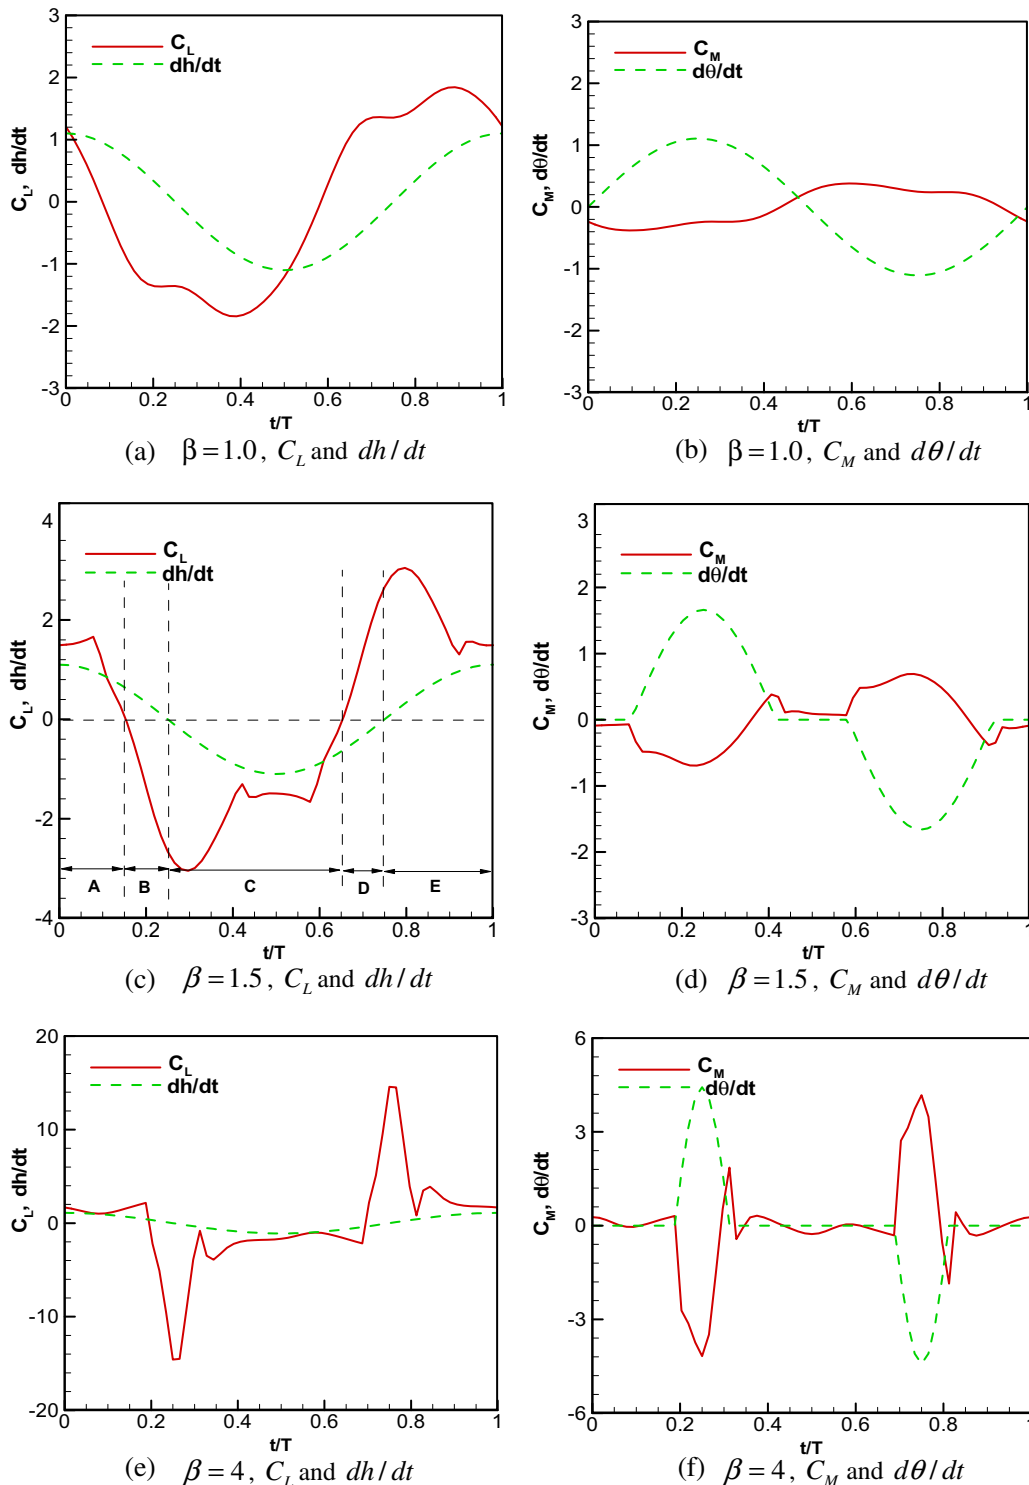 3
2
1
0
-1
-2
-3
C_L, dh/dt
C_L
dh/dt
0
0.2
0.4
0.6
0.8
1
t/T
(a) β=1.0, C_L and dh/dt
3
2
1
0
-1
-2
-3
C_M, dθ/dt
C_M
dθ/dt
0
0.2
0.4
0.6
0.8
1
t/T
(b) β=1.0, C_M and dθ/dt
4
2
0
-2
-4
C_L, dh/dt
C_L
dh/dt
A
B
C
D
E
0
0.2
0.4
0.6
0.8
1
t/T
(c) β=1.5, C_L and dh/dt
3
2
1
0
-1
-2
-3
C_M, dθ/dt
C_M
dθ/dt
0
0.2
0.4
0.6
0.8
1
t/T
(d) β=1.5, C_M and dθ/dt
20
10
0
-10
-20
C_L, dh/dt
C_L
dh/dt
0
0.2
0.4
0.6
0.8
1
t/T
(e) β=4, C_L and dh/dt
6
3
0
-3
-6
C_M, dθ/dt
C_M
dθ/dt
0
0.2
0.4
0.6
0.8
1
t/T
(f) β=4, C_M and dθ/dt